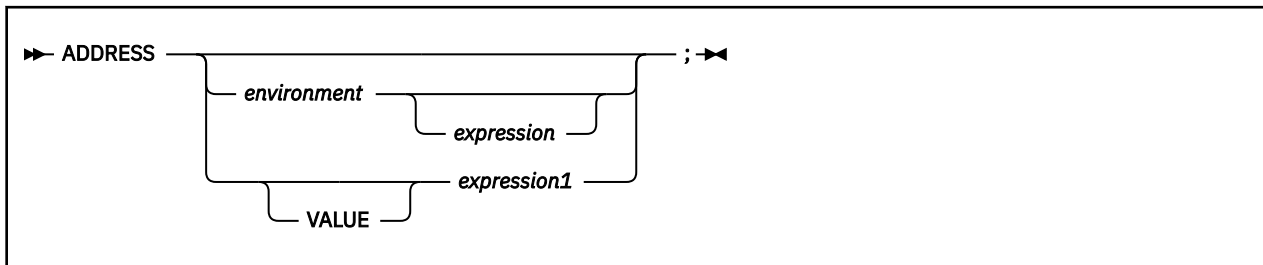 ADDRESS ;
environment
expression
expression1
VALUE